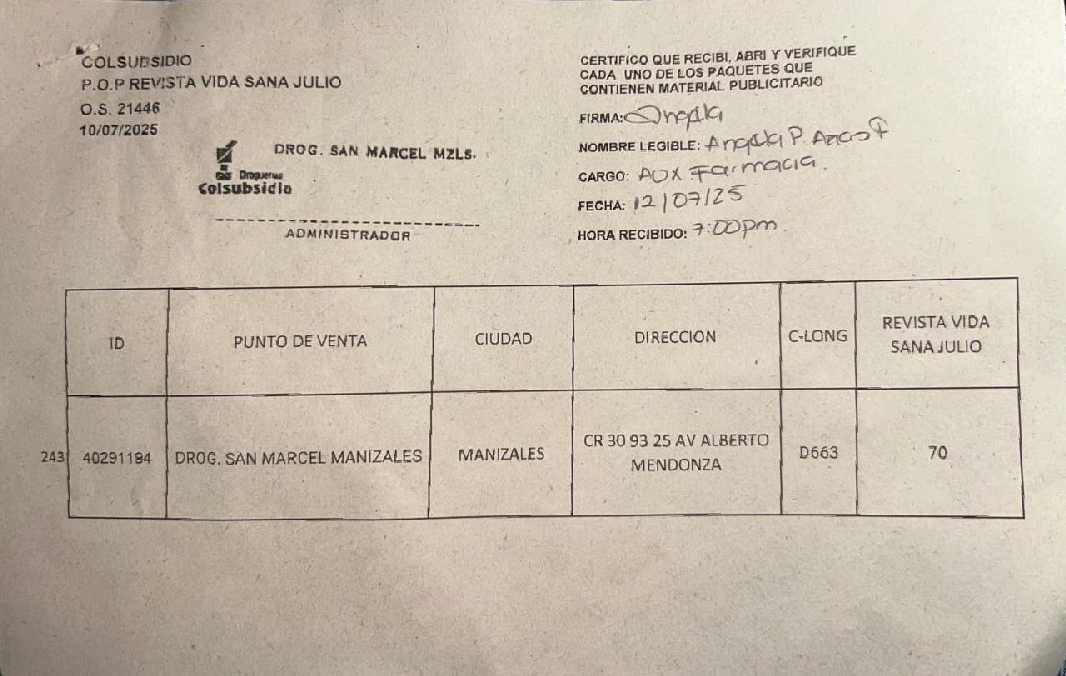 COLSUBSIDIO
P.O.P REVISTA VIDA SANA JULIO
O.S. 21446
10/07/2025
DROG. SAN MARCEL MZLS.
Droguerias
Colsubsidio
ADMINISTRADOR
CERTIFICO QUE RECIBI, ABRI Y VERIFIQUE
CADA UNO DE LOS PAQUETES QUE
CONTIENEN MATERIAL PUBLICITARIO
FIRMA: Angela
NOMBRE LEGIBLE: Angela P.
CARGO: AUX Farmacia.
FECHA: 12/07/25
HORA RECIBIDO: 7:00pm.
ID PUNTO DE VENTA CIUDAD DIRECCION C-LONG REVISTA VIDA
SANA JULIO
243 40291194 DROG. SAN MARCEL MANIZALES MANIZALES CR 30 93 25 AV ALBERTO
MENDONZA D663 70